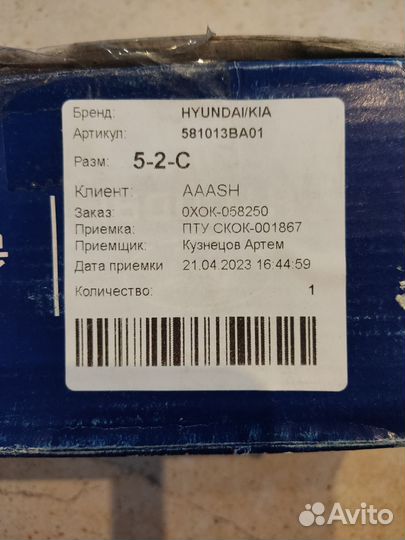 Бренд: HYUNDAI/KIA
Артикул: 581013BA01
Разм: 5-2-C
Клиент: AAASH
Заказ: 0ХОК-058250
Приемка: ПТУ СКОК-001867
Приемщик: Кузнецов Артем
Дата приемки 21.04.2023 16:44:59
Количество: 1
Avito